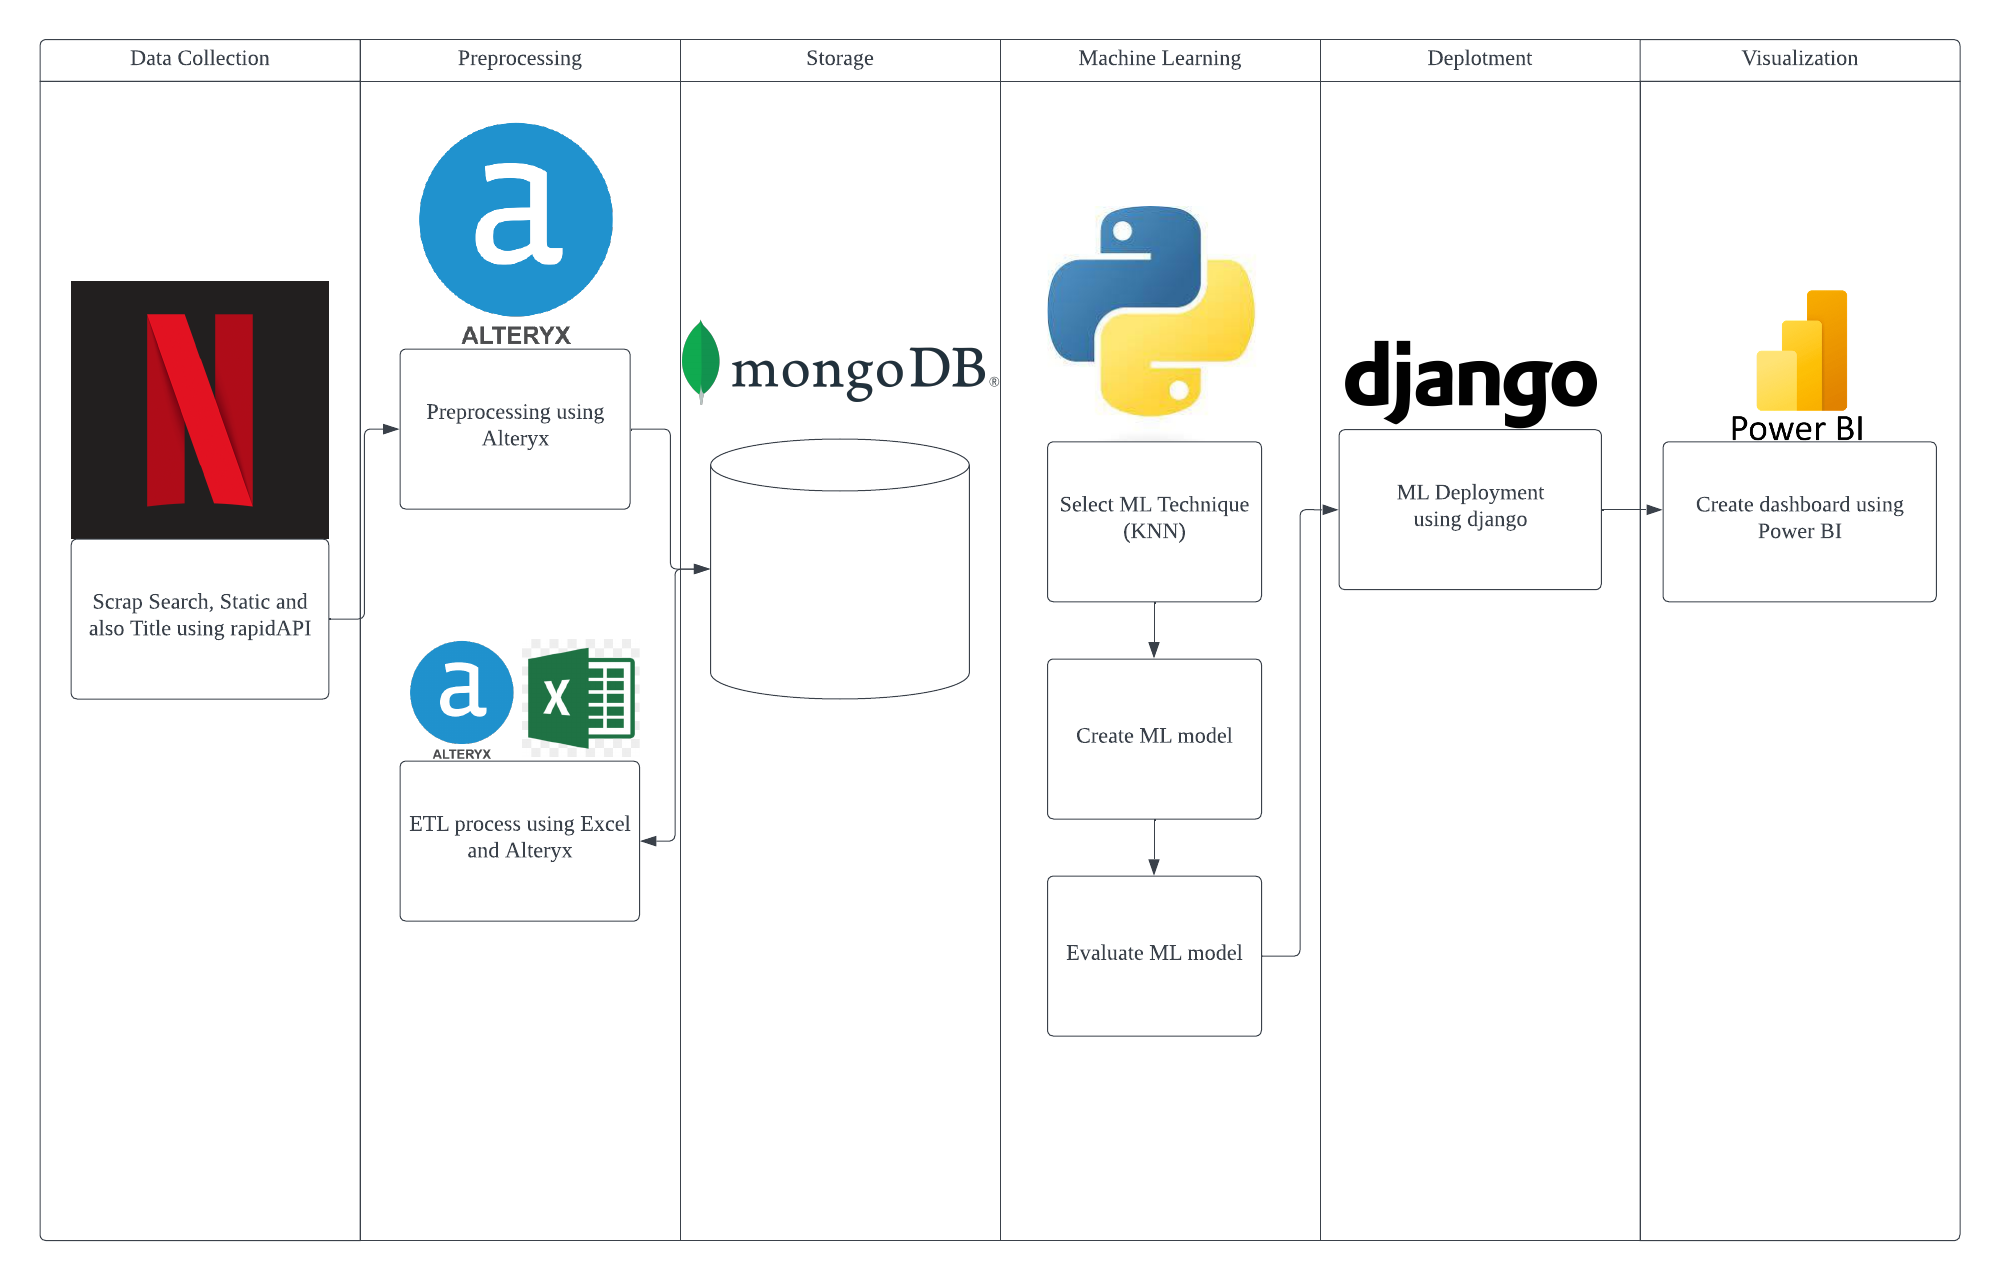 Data Collection
Preprocessing
Storage
Machine Learning
Deplotment
Visualization
a
ALTERYX
N
Scrap Search, Static and
also Title using rapidAPI
Preprocessing using
Alteryx
a
ALTERYX
X
ETL process using Excel
and Alteryx
mongoDB®
Select ML Technique
(KNN)
Create ML model
Evaluate ML model
django
ML Deployment
using django
Power BI
Create dashboard using
Power BI